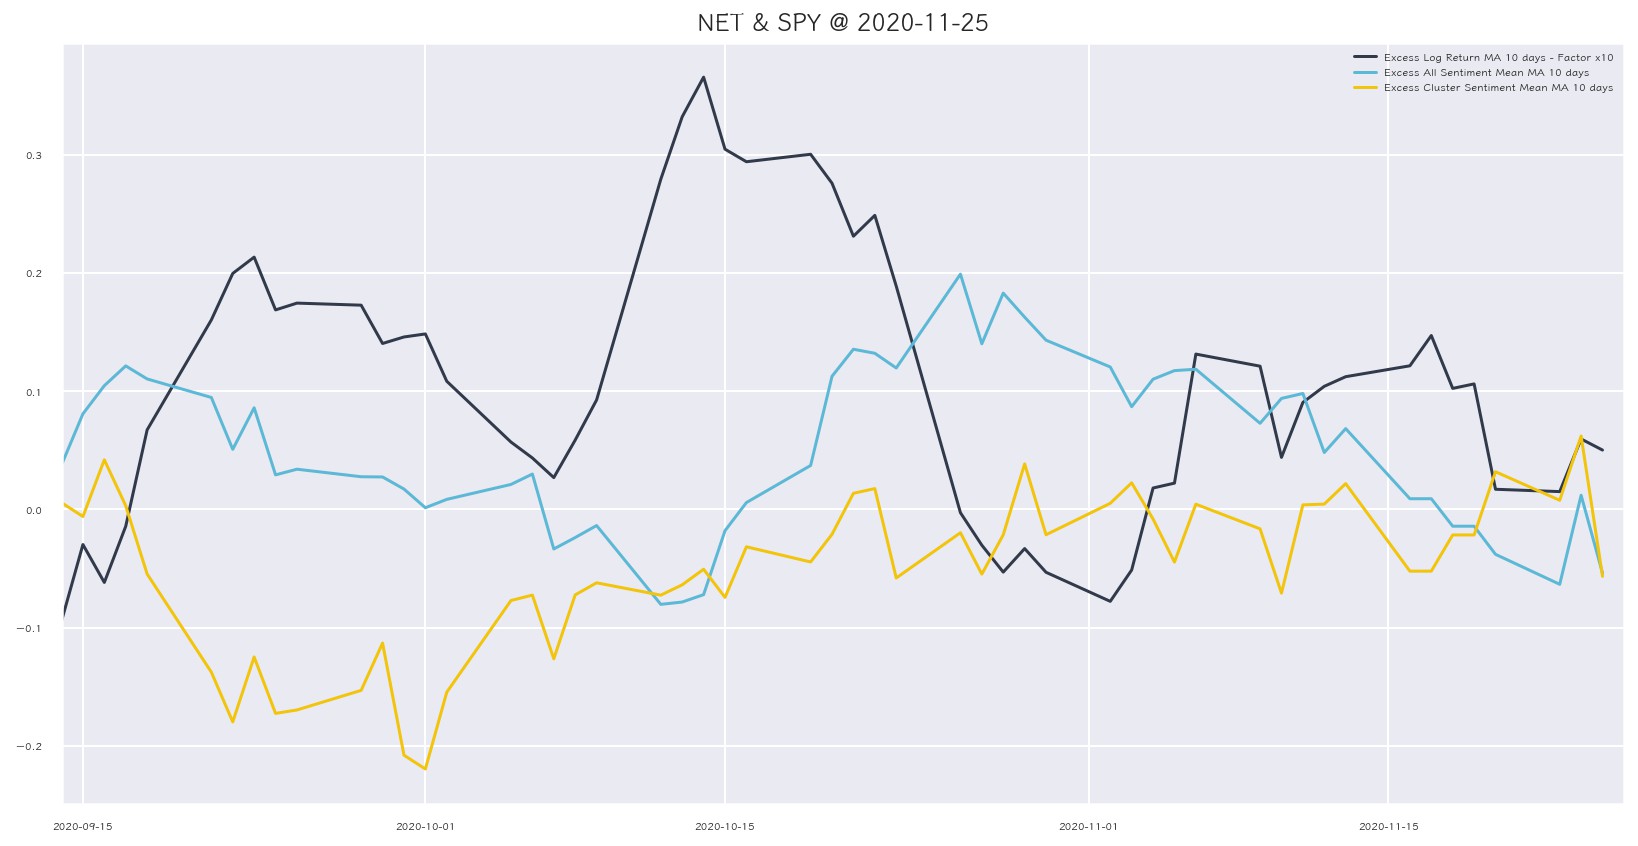 NET & SPY @ 2020-11-25
Excess Log Return MA 10 days - Factor x10
Excess All Sentiment Mean MA 10 days
Excess Cluster Sentiment Mean MA 10 days
0.3
0.2
0.1
0.0
−0.1
−0.2
2020-09-15 2020-10-01 2020-10-15 2020-11-01 2020-11-15